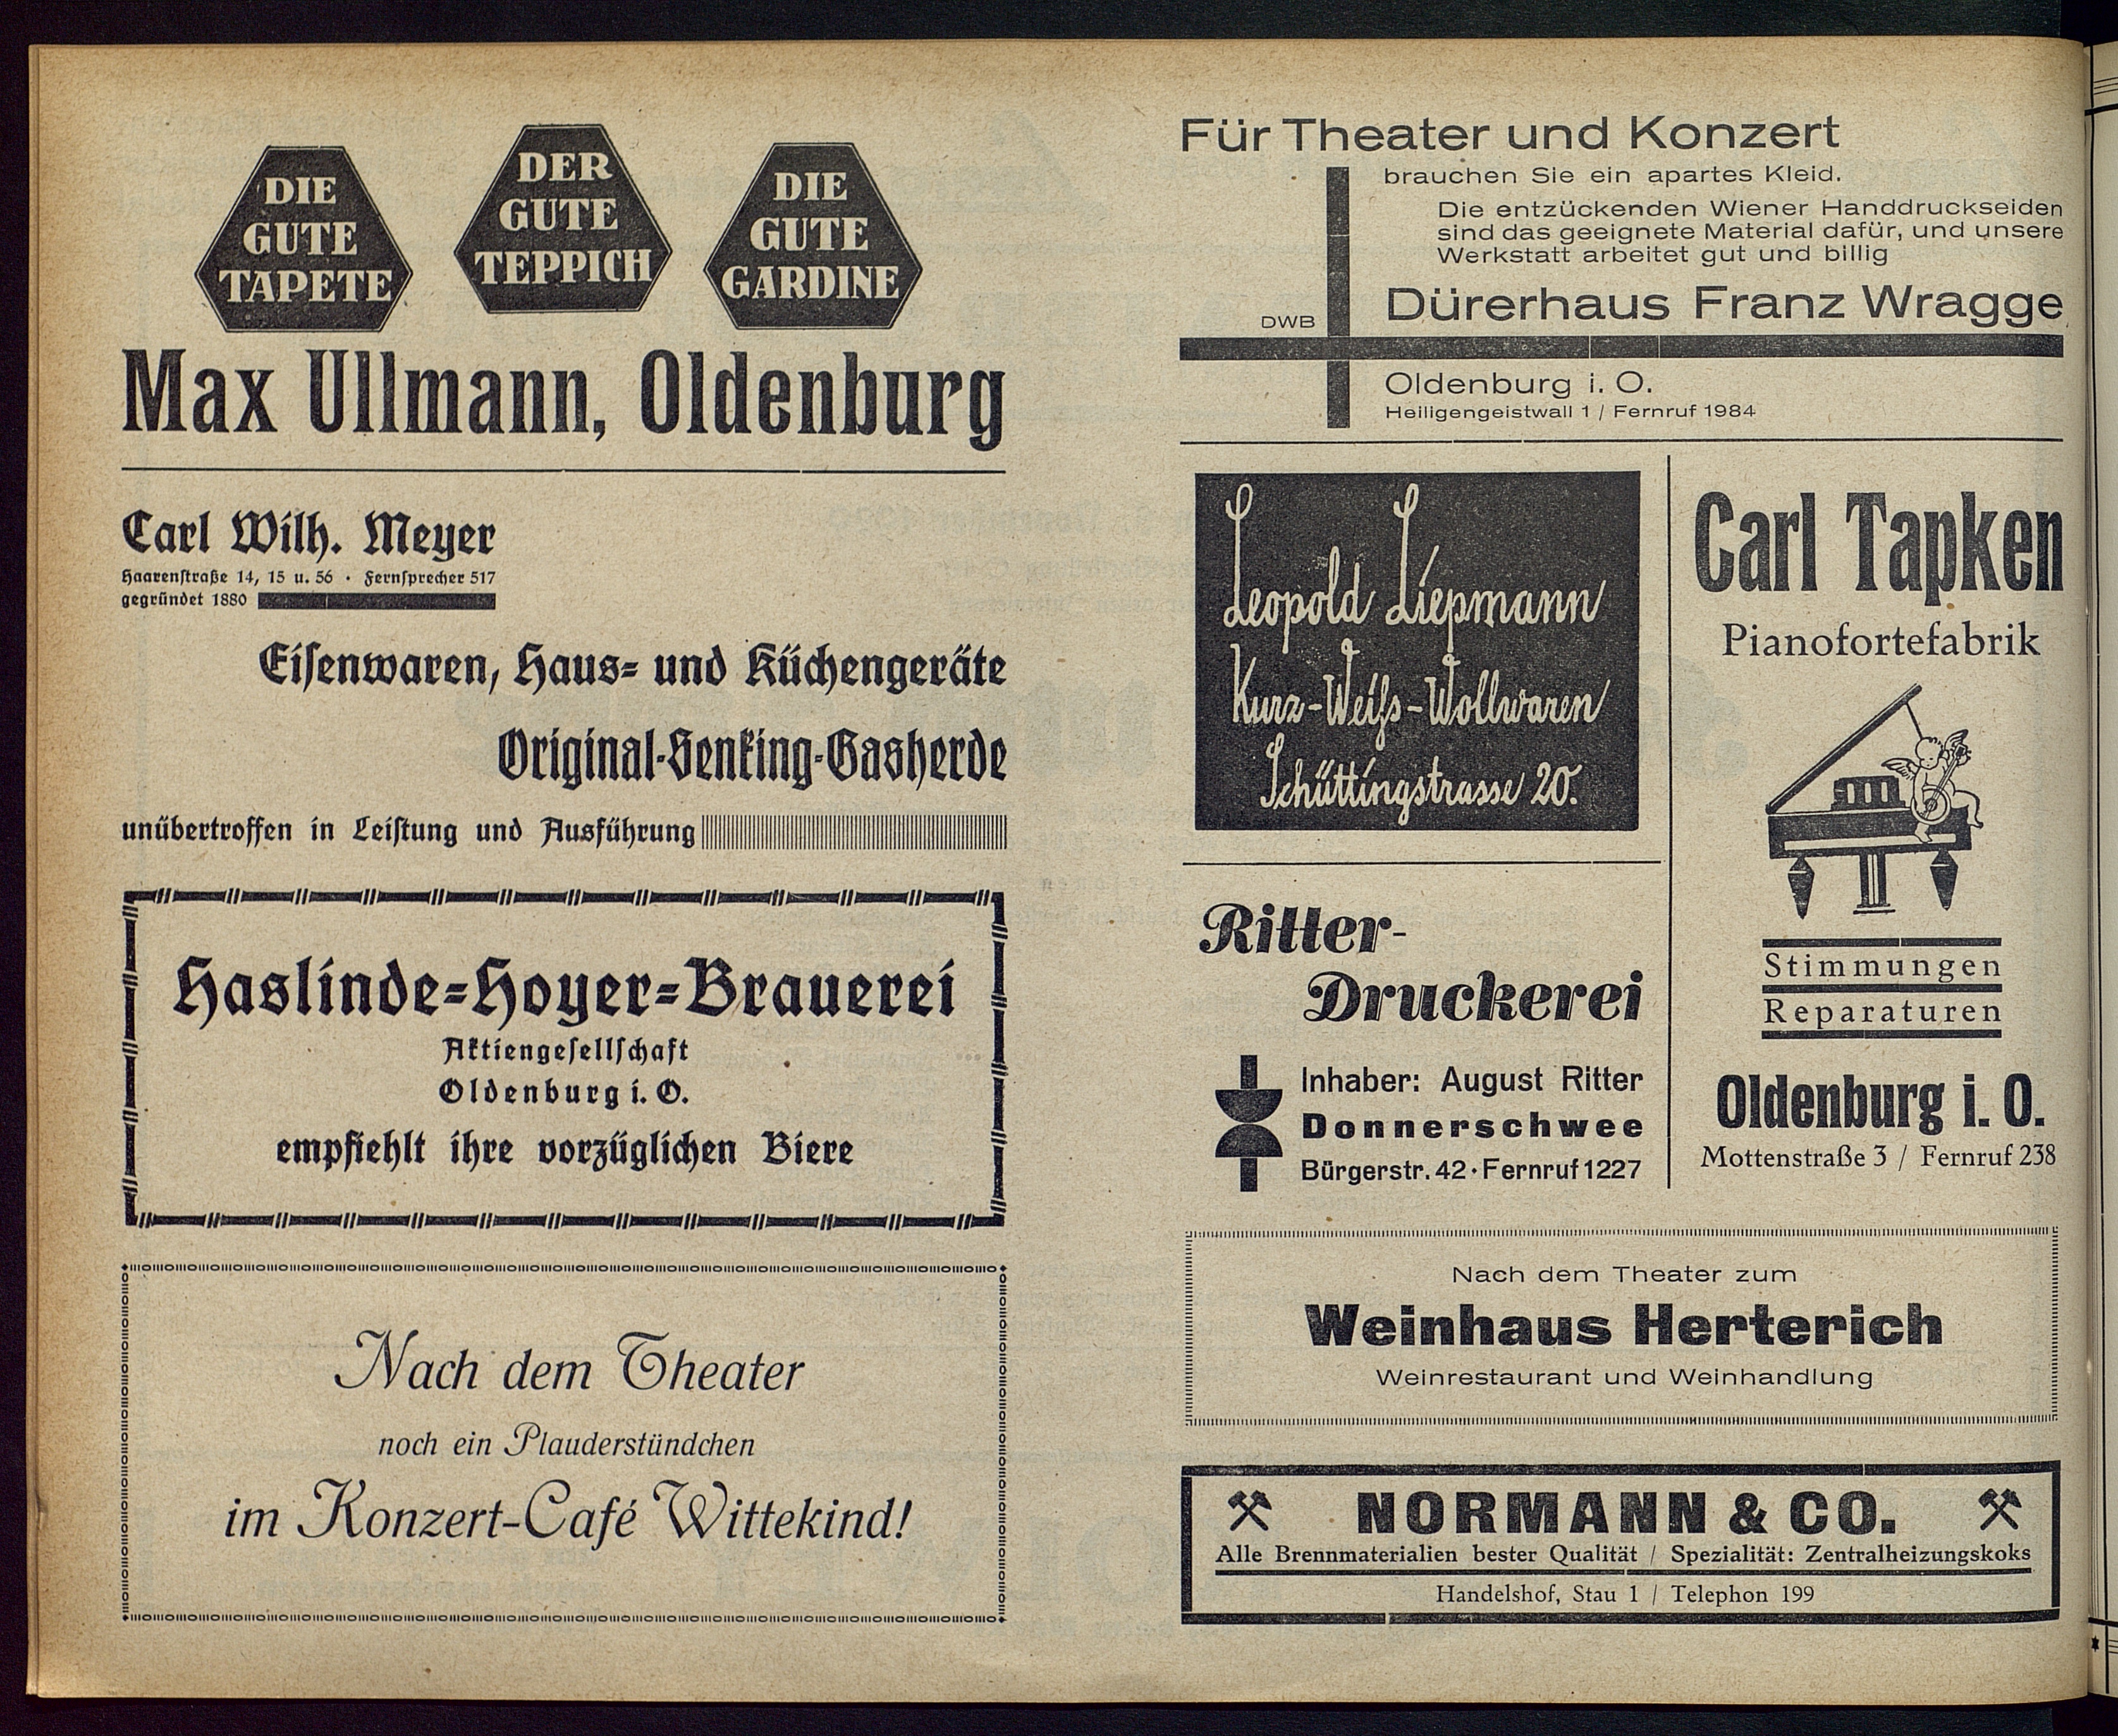 DIE
GUTE
TAPETE
DER
GUTE
TEPPICH
DIE
GUTE
GARDINE
Max Ullmann, Oldenburg
Carl Wilh. Meyer
Haarenſtraße 14, 15 u. 56 · Fernſprecher 517
gegründet 1880
Eiſenwaren, Haus- und Küchengeräte
Original-Senking-Gasherde
unübertroffen in Leiſtung und Ausführung
Haslinde-Hoyer-Brauerei
Aktiengeſellſchaft
Oldenburg i. O.
empfiehlt ihre vorzüglichen Biere
Nach dem Theater
noch ein Plauderstündchen
im Konzert-Café Wittekind!
Für Theater und Konzert
brauchen Sie ein apartes Kleid.
Die entzückenden Wiener Handdruckseiden
sind das geeignete Material dafür, und unsere
Werkstatt arbeitet gut und billig
Dürerhaus Franz Wragge
DWB
Oldenburg i. O.
Heiligengeistwall 1 / Fernruf 1984
Leopold Liepmann
Kurz-Weiſs-Wollwaren
Schüttingstrasse 20.
Ritter-
Druckerei
Inhaber: August Ritter
Donnerschwee
Bürgerstr. 42 · Fernruf 1227
Carl Tapken
Pianofortefabrik
Stimmungen
Reparaturen
Oldenburg i. O.
Mottenstraße 3 / Fernruf 238
Nach dem Theater zum
Weinhaus Herterich
Weinrestaurant und Weinhandlung
NORMANN & CO.
Alle Brennmaterialien bester Qualität / Spezialität: Zentralheizungskoks
Handelshof, Stau 1 / Telephon 199